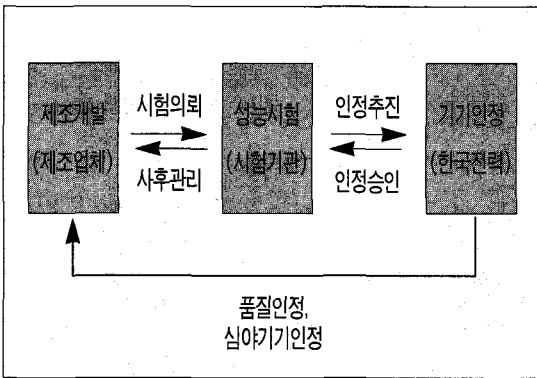 제조개발
(제조업체)
시험의뢰
사후관리
성능시험
(시험기관)
인정추진
인정승인
기기인정
(한국전력)
품질인정,
심야기기인정